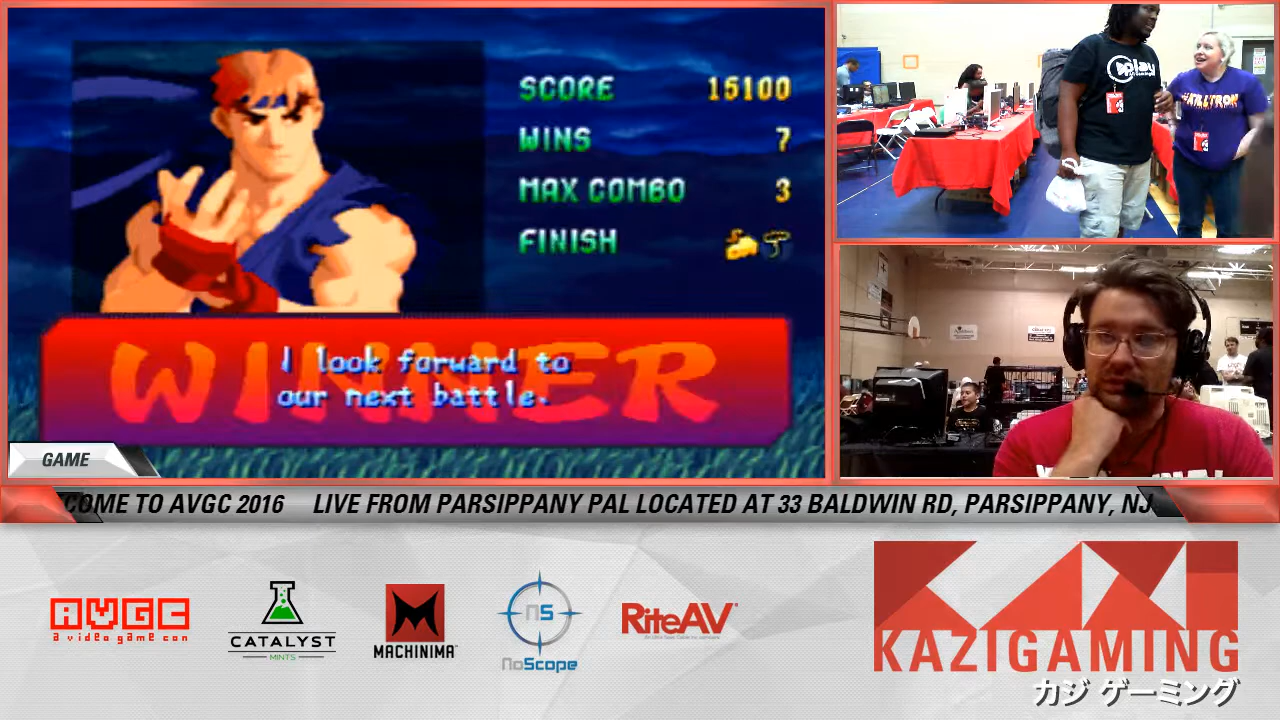 SCORE 15100
WINS 7
MAX COMBO 3
FINISH
WINNER
I look forward to
our next battle.
GAME
COME TO AVGC 2016 LIVE FROM PARSIPPANY PAL LOCATED AT 33 BALDWIN RD, PARSIPPANY, NJ
play
AVGC
a video game con
CATALYST
MINTS
MACHINIMA
NS
NoScope
RiteAV
KAZI
KAZIGAMING
カジ ゲーミング